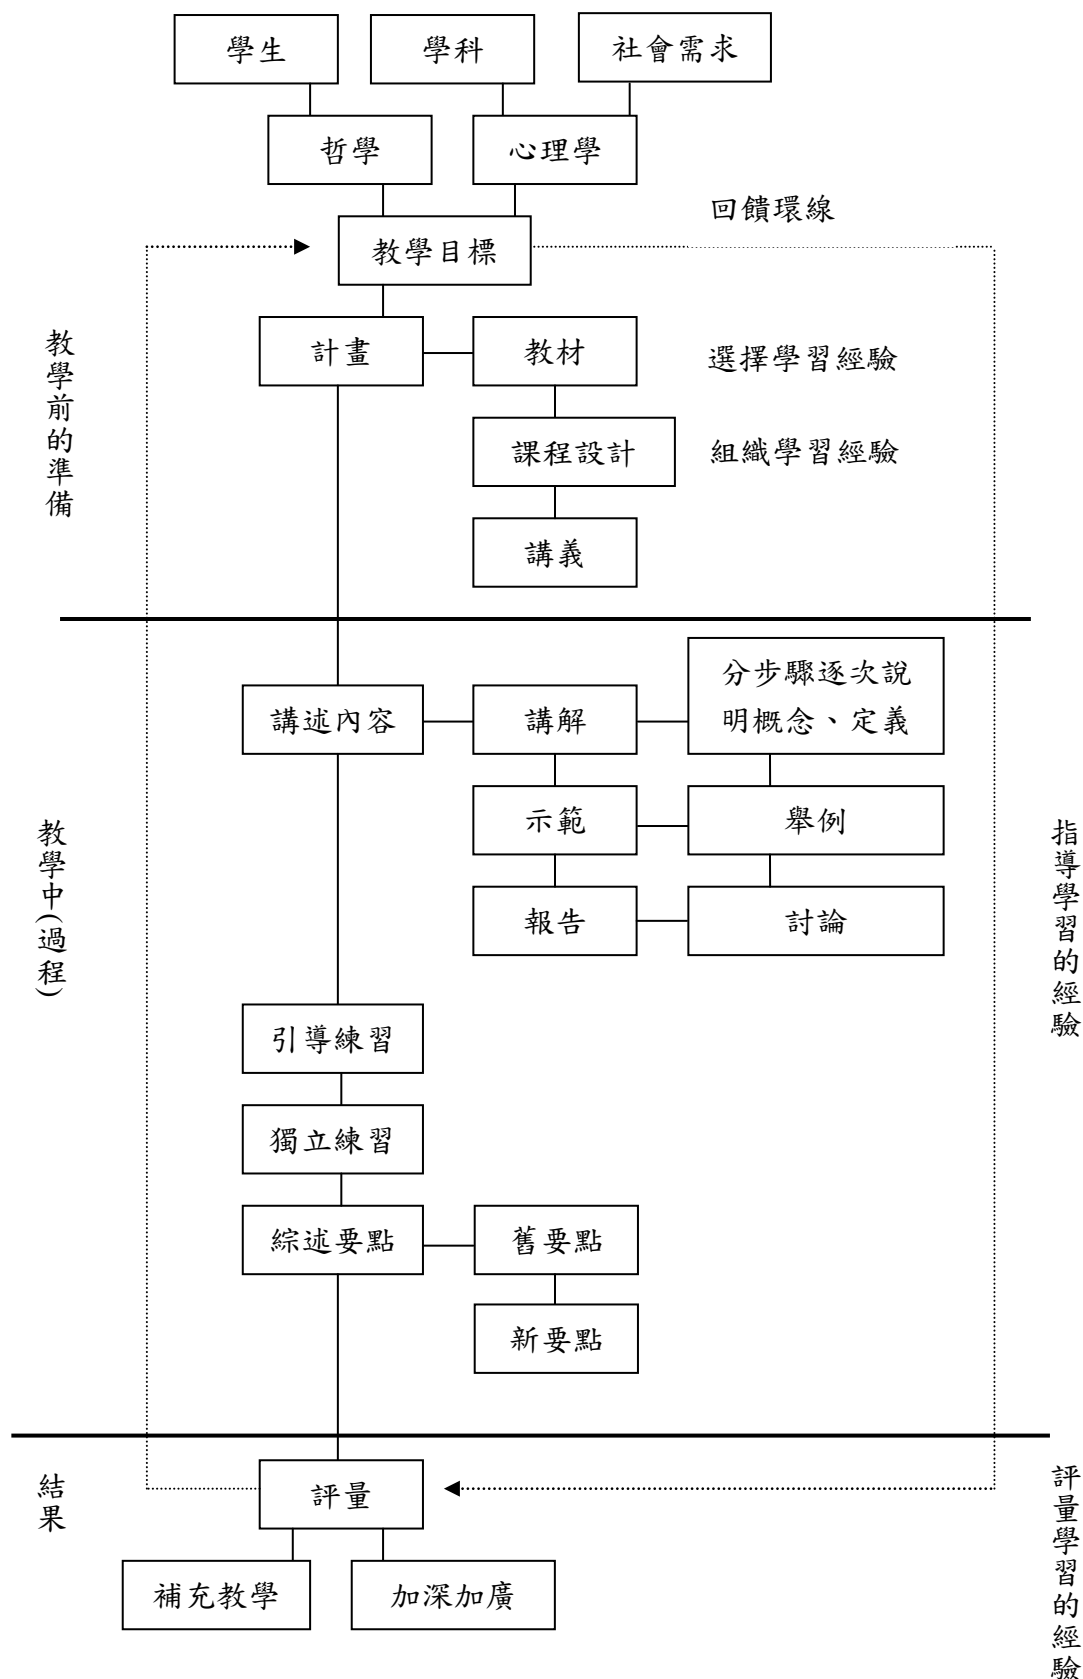 學生
學科
社會需求
哲學
心理學
回饋環線
教學目標
教學前的準備
計畫
教材
選擇學習經驗
課程設計
組織學習經驗
講義
教學中(過程)
講述內容
講解
分步驟逐次說
明概念、定義
示範
舉例
報告
討論
指導學習的經驗
引導練習
獨立練習
綜述要點
舊要點
新要點
結果
評量
評量學習的經驗
補充教學
加深加廣